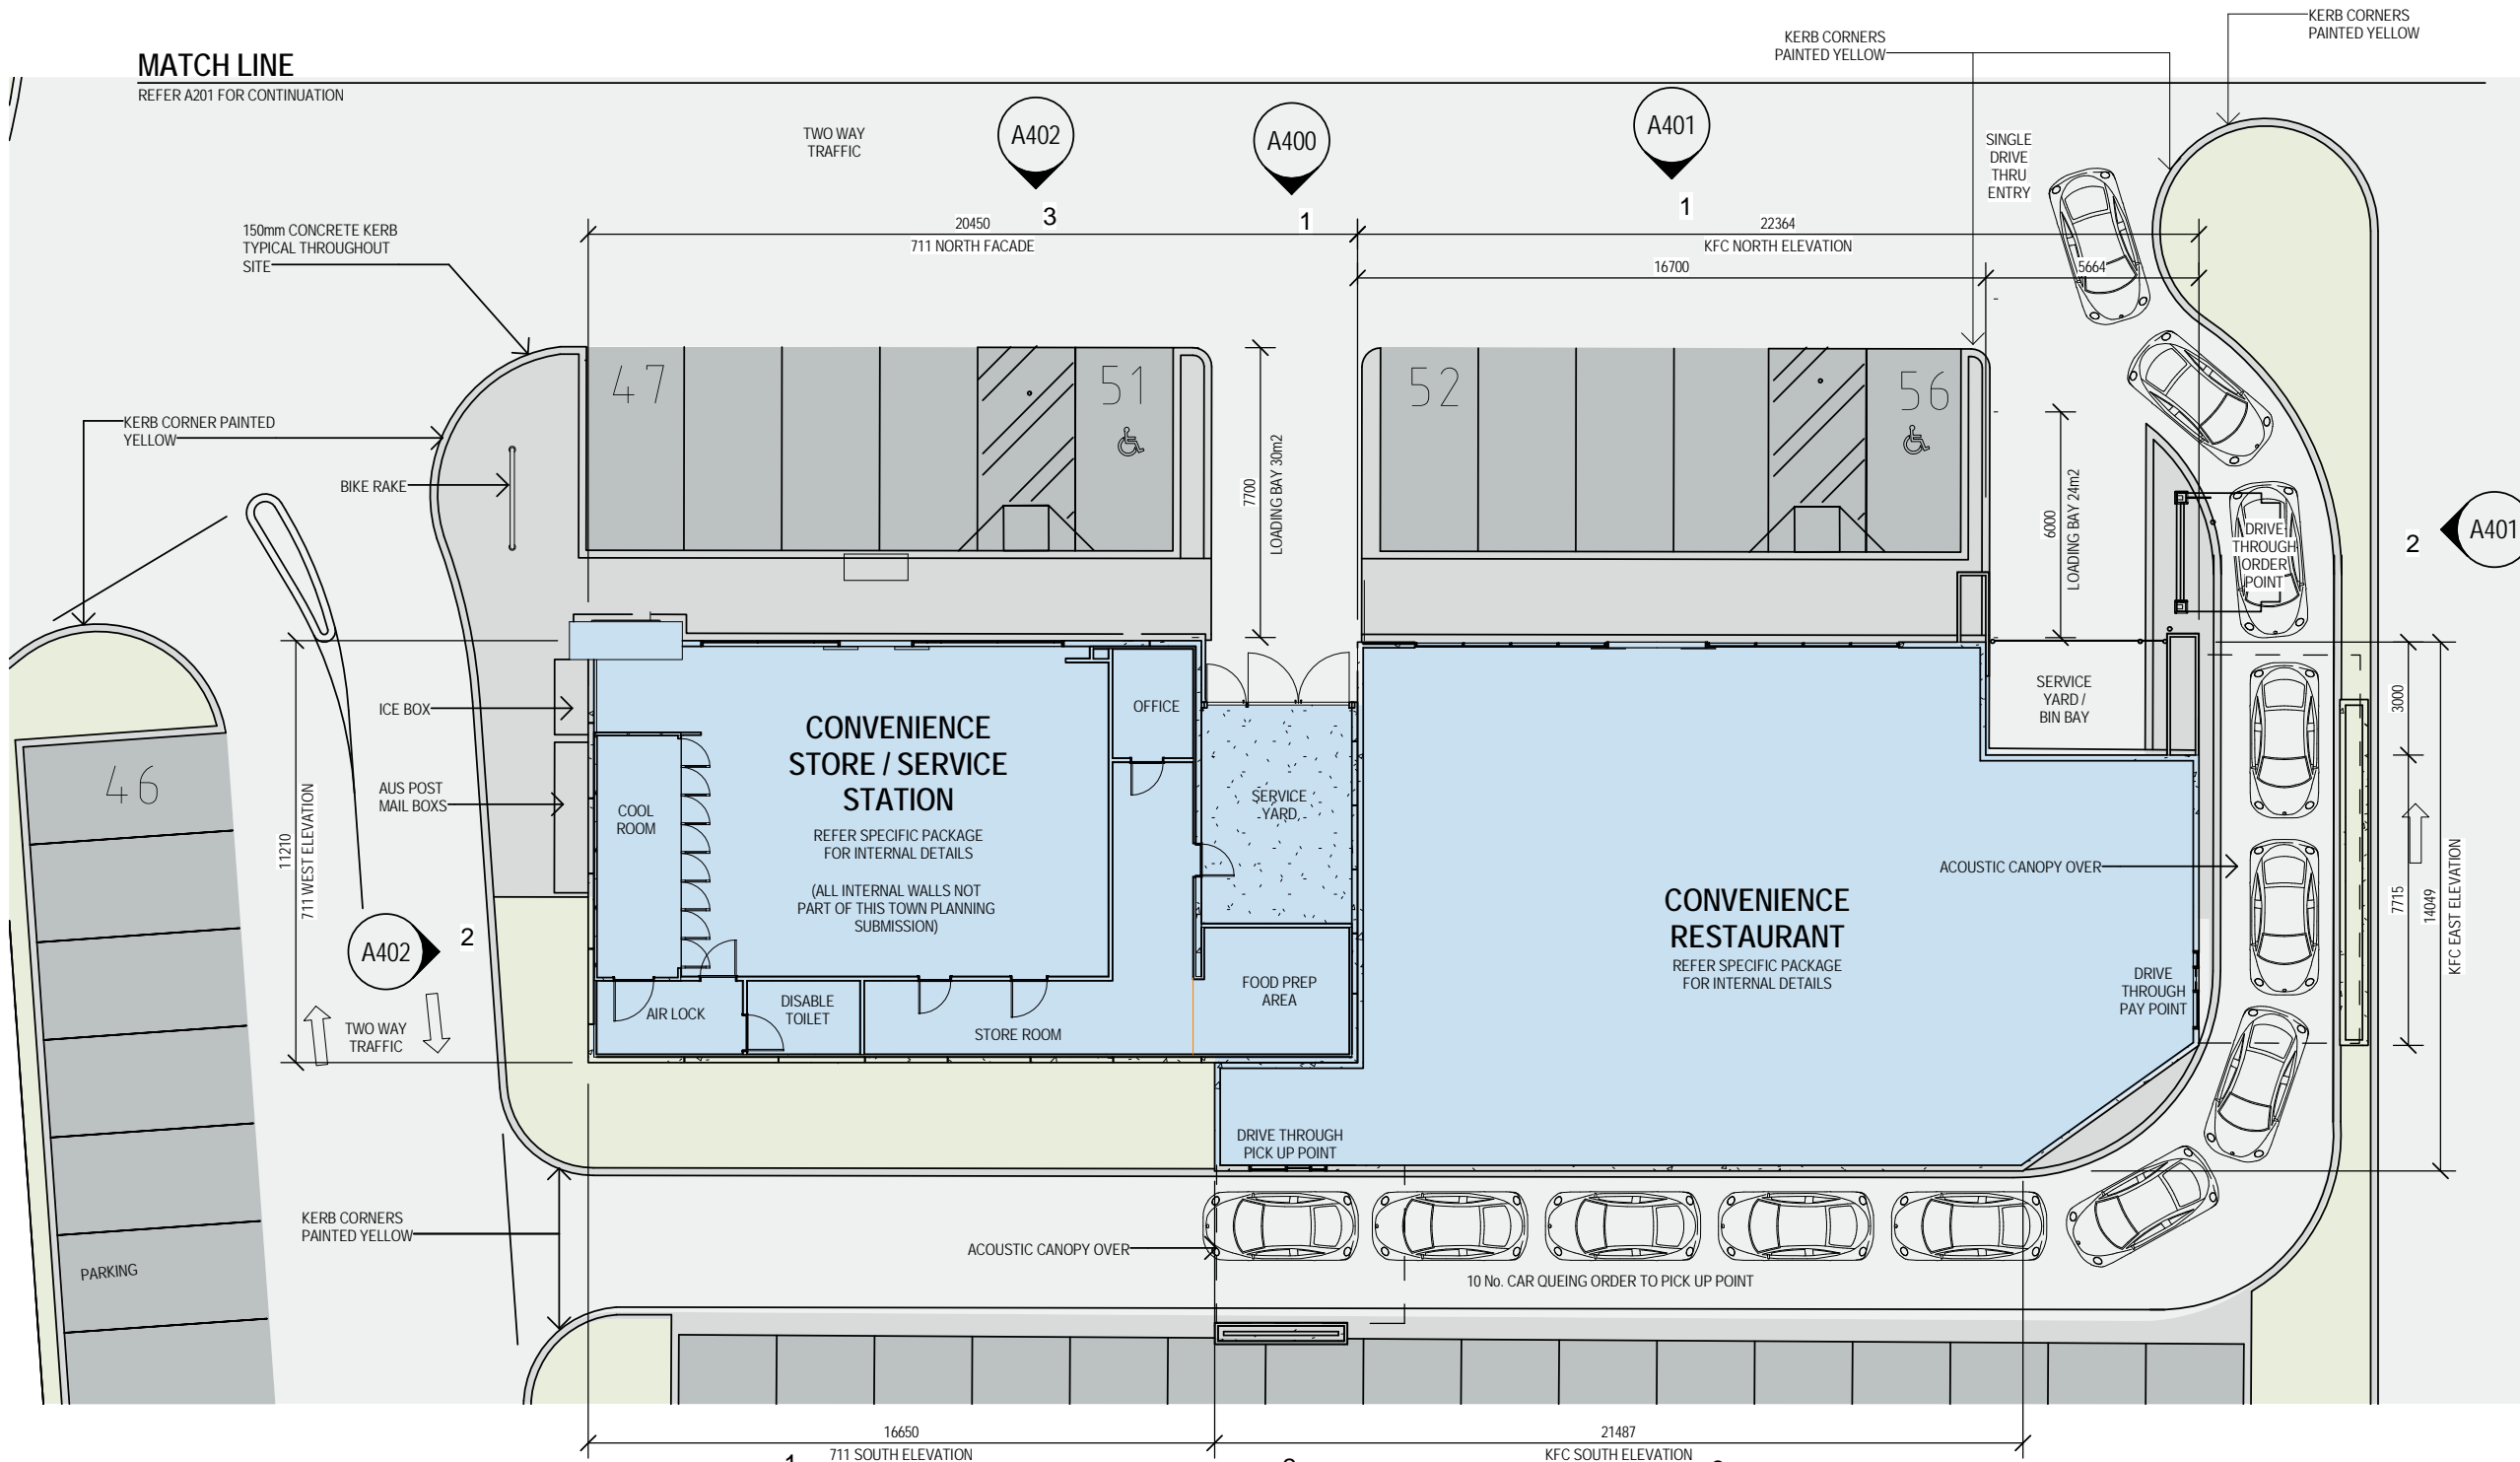 KERB CORNERS
PAINTED YELLOW
KERB CORNERS
PAINTED YELLOW
MATCH LINE
REFER A201 FOR CONTINUATION
TWO WAY
TRAFFIC
A402
3
A400
1
A401
1
SINGLE
DRIVE
THRU
ENTRY
150mm CONCRETE KERB
TYPICAL THROUGHOUT
SITE
20450
711 NORTH FACADE
22364
KFC NORTH ELEVATION
16700
5664
47
51
52
56
KERB CORNER PAINTED
YELLOW
BIKE RAKE
7700
LOADING BAY 30m2
6000
LOADING BAY 24m2
DRIVE-
THROUGH
ORDER
POINT
2
A401
ICE BOX
AUS POST
MAIL BOXS
46
11210
711 WEST ELEVATION
COOL
ROOM
CONVENIENCE
STORE / SERVICE
STATION
REFER SPECIFIC PACKAGE
FOR INTERNAL DETAILS
(ALL INTERNAL WALLS NOT
PART OF THIS TOWN PLANNING
SUBMISSION)
OFFICE
SERVICE
YARD
SERVICE
YARD /
BIN BAY
3000
7715
14049
KFC EAST ELEVATION
ACOUSTIC CANOPY OVER
CONVENIENCE
RESTAURANT
REFER SPECIFIC PACKAGE
FOR INTERNAL DETAILS
DRIVE
THROUGH
PAY POINT
A402
2
TWO WAY
TRAFFIC
AIR LOCK
DISABLE
TOILET
STORE ROOM
FOOD PREP
AREA
DRIVE THROUGH
PICK UP POINT
KERB CORNERS
PAINTED YELLOW
ACOUSTIC CANOPY OVER
10 No. CAR QUEING ORDER TO PICK UP POINT
PARKING
16650
711 SOUTH ELEVATION
21487
KFC SOUTH ELEVATION